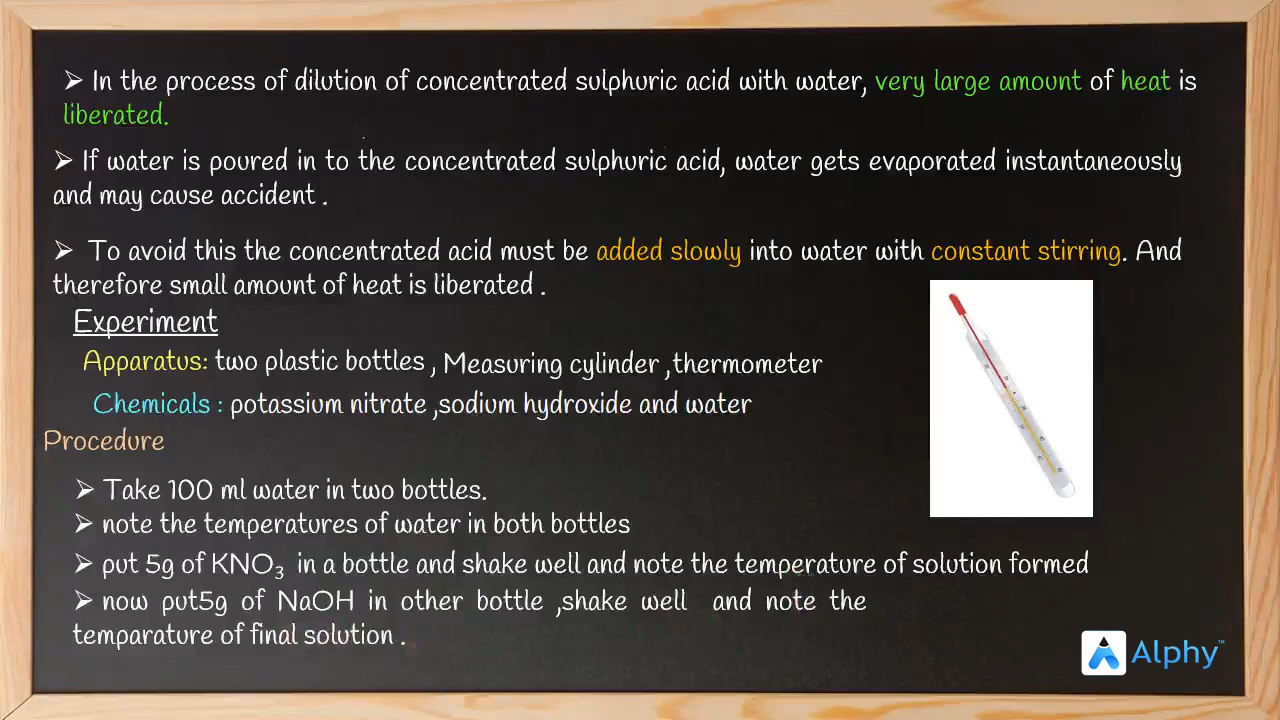 ➢ In the process of dilution of concentrated sulphuric acid with water, very large amount of heat is
liberated.
➢ If water is poured in to the concentrated sulphuric acid, water gets evaporated instantaneously
and may cause accident .
➢ To avoid this the concentrated acid must be added slowly into water with constant stirring. And
therefore small amount of heat is liberated .
Experiment
Apparatus: two plastic bottles , Measuring cylinder ,thermometer
Chemicals : potassium nitrate ,sodium hydroxide and water
Procedure
➢ Take 100 ml water in two bottles.
➢ note the temperatures of water in both bottles
➢ put 5g of KNO₃ in a bottle and shake well and note the temperature of solution formed
➢ now put5g of NaOH in other bottle ,shake well and note the
temparature of final solution .
Alphy™